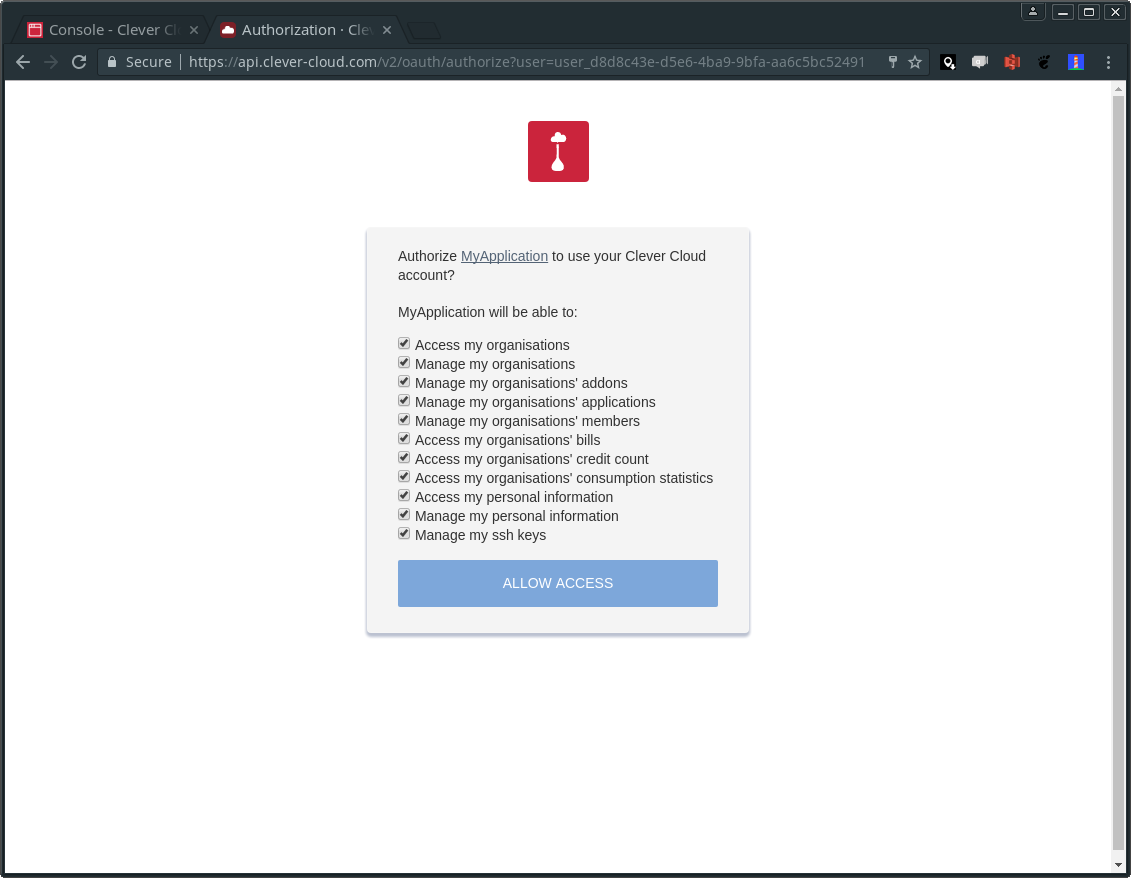 Console - Clever Cl
Authorization · Clev
Secure
https://api.clever-cloud.com/v2/oauth/authorize?user=user_d8d8c43e-d5e6-4ba9-9bfa-aa6c5bc52491
Authorize MyApplication to use your Clever Cloud
account?
MyApplication will be able to:
Access my organisations
Manage my organisations
Manage my organisations' addons
Manage my organisations' applications
Manage my organisations' members
Access my organisations' bills
Access my organisations' credit count
Access my organisations' consumption statistics
Access my personal information
Manage my personal information
Manage my ssh keys
ALLOW ACCESS